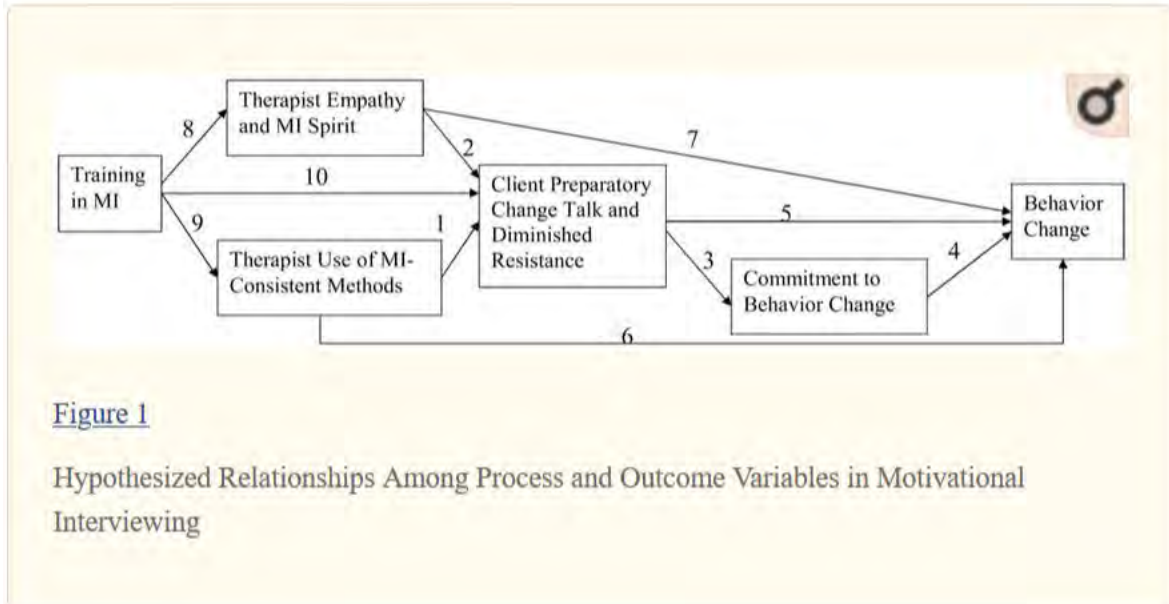 Therapist Empathy
and MI Spirit
8
7
2
Training
in MI
10
Client Preparatory
Change Talk and
Diminished
Resistance
Behavior
Change
5
9
1
Therapist Use of MI-
Consistent Methods
3
4
Commitment to
Behavior Change
6
Figure 1
Hypothesized Relationships Among Process and Outcome Variables in Motivational
Interviewing